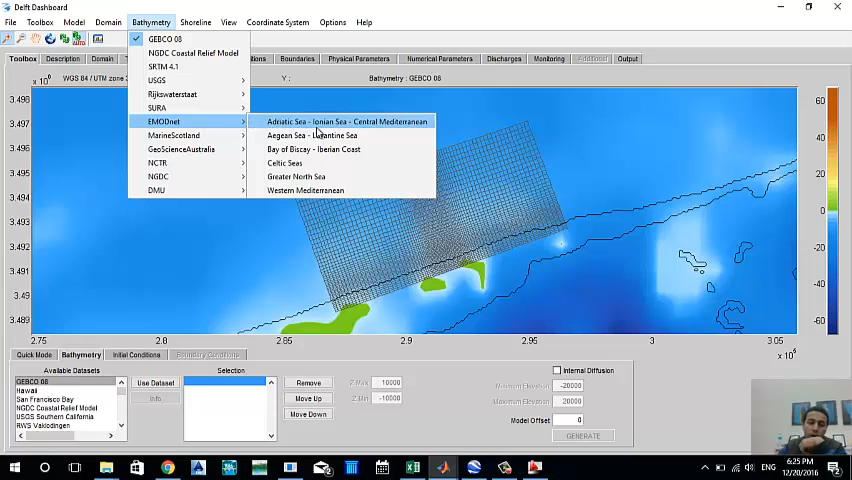 Delft Dashboard
File Toolbox Model Domain Bathymetry Shoreline View Coordinate System Options Help
GEBCO 08
NGDC Coastal Relief Model
SRTM 4.1
USGS
Rijkswaterstaat
SURA
EMODnet
MarineScotland
GeoScienceAustralia
NCTR
NGDC
DMU
Adriatic Sea - Ionian Sea - Central Mediterranean
Aegean Sea - Levantine Sea
Bay of Biscay - Iberian Coast
Celtic Seas
Greater North Sea
Western Mediterranean
Toolbox Description Domain Boundaries Physical Parameters Numerical Parameters Discharges Monitoring Additional Output
WGS 84 / UTM zone Y : Bathymetry : GEBCO 08
3.498
3.496
3.495
3.494
3.493
3.492
3.491
3.49
3.489
2.75 2.8 2.85 2.9 2.95 3 3.05
x 10
60
40
20
0
-20
-40
-60
Quick Mode Bathymetry Initial Conditions Boundary Conditions
Available Datasets
GEBCO 08
Hawaii
San Francisco Bay
NGDC Coastal Relief Model
USGS Southern California
RWS Vaklodingen
Use Dataset
Info
Selection
Remove
Move Up
Move Down
Z Max 10000
Z Min -10000
Internal Diffusion
Minimum Elevation -20000
Maximum Elevation 20000
Model Offset 0
GENERATE
ENG
6:25 PM
12/20/2016